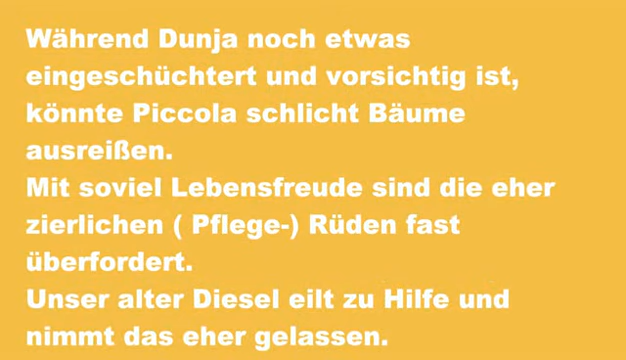 Während Dunja noch etwas
eingeschüchtert und vorsichtig ist,
könnte Piccola schlicht Bäume
ausreißen.
Mit soviel Lebensfreude sind die eher
zierlichen ( Pflege-) Rüden fast
überfordert.
Unser alter Diesel eilt zu Hilfe und
nimmt das eher gelassen.